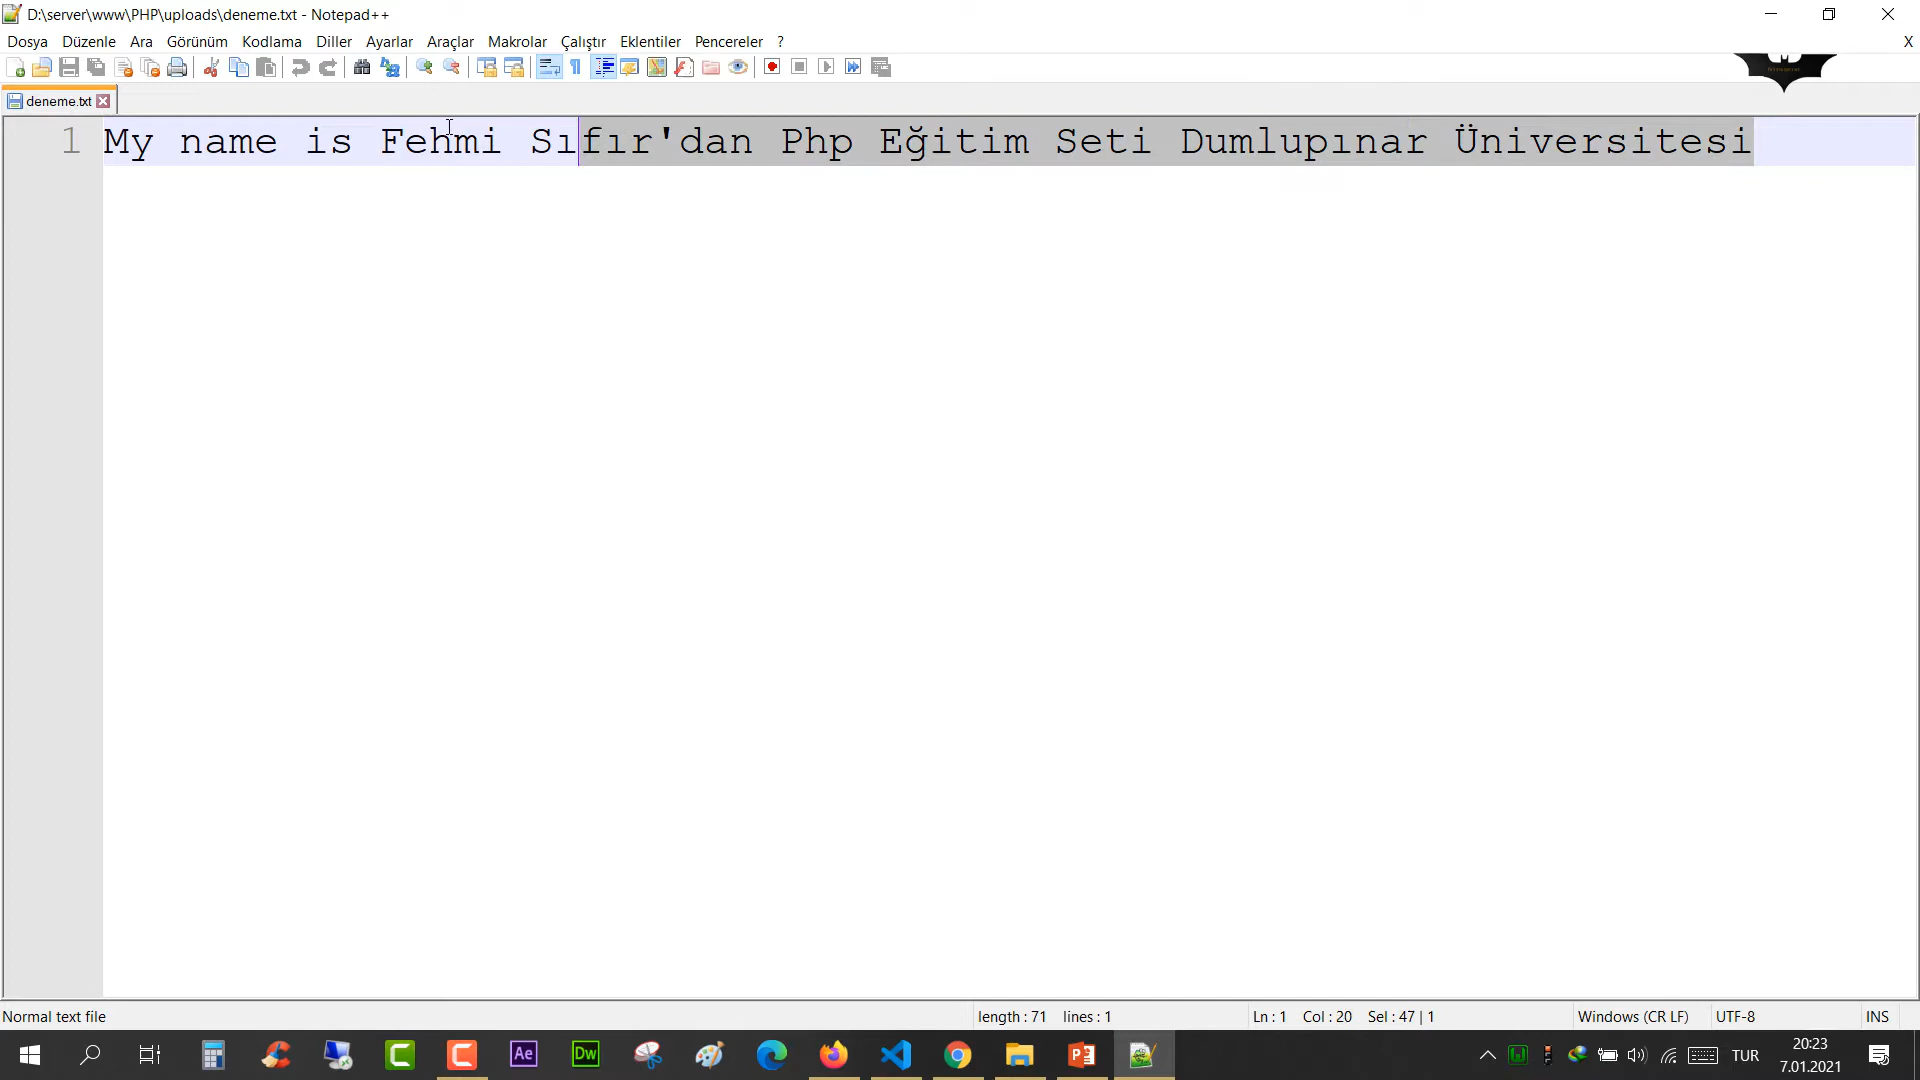 D:\server\www\PHP\uploads\deneme.txt - Notepad++
Dosya Düzenle Ara Görünüm Kodlama Diller Ayarlar Araçlar Makrolar Çalıştır Eklentiler Pencereler ? X
deneme.txt
1 My name is Fehmi Sıfır'dan Php Eğitim Seti Dumlupınar Üniversitesi
Normal text file length : 71 lines : 1 Ln : 1 Col : 20 Sel : 47 | 1 Windows (CR LF) UTF-8 INS
Ae Dw TUR 20:23
7.01.2021